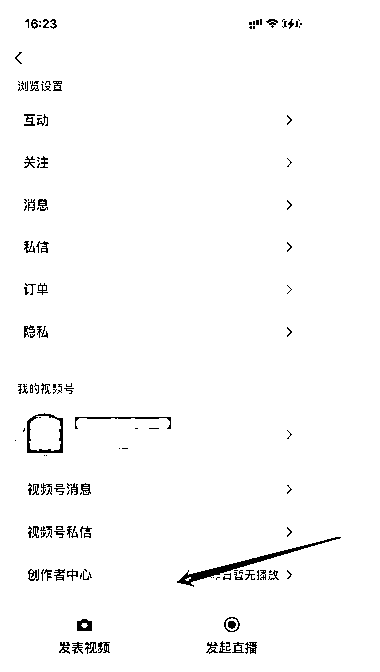 16:23
浏览设置
互动
关注
消息
私信
订单
隐私
我的视频号
视频号消息
视频号私信
创作者中心 暂无播放
发表视频 发起直播